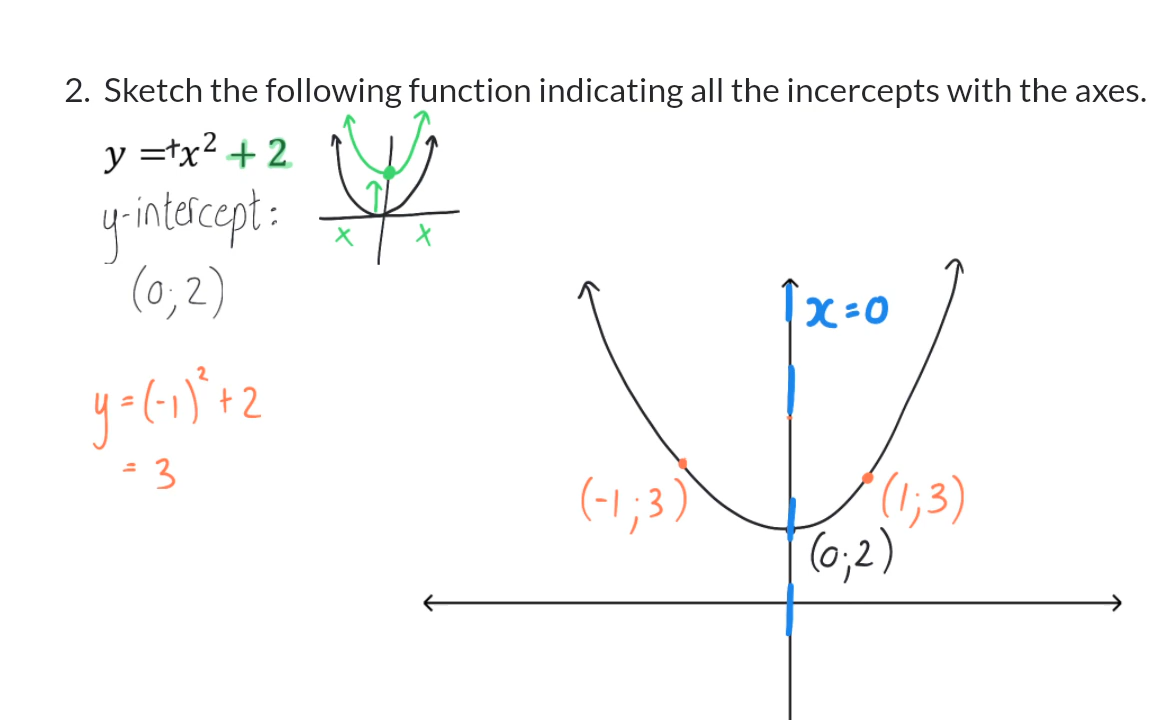 2. Sketch the following function indicating all the incercepts with the axes.
y =+x² + 2
y-intercept:
(0;2)
x x
y = (-1)² + 2
= 3
x=0
(-1;3)
(1;3)
(0;2)